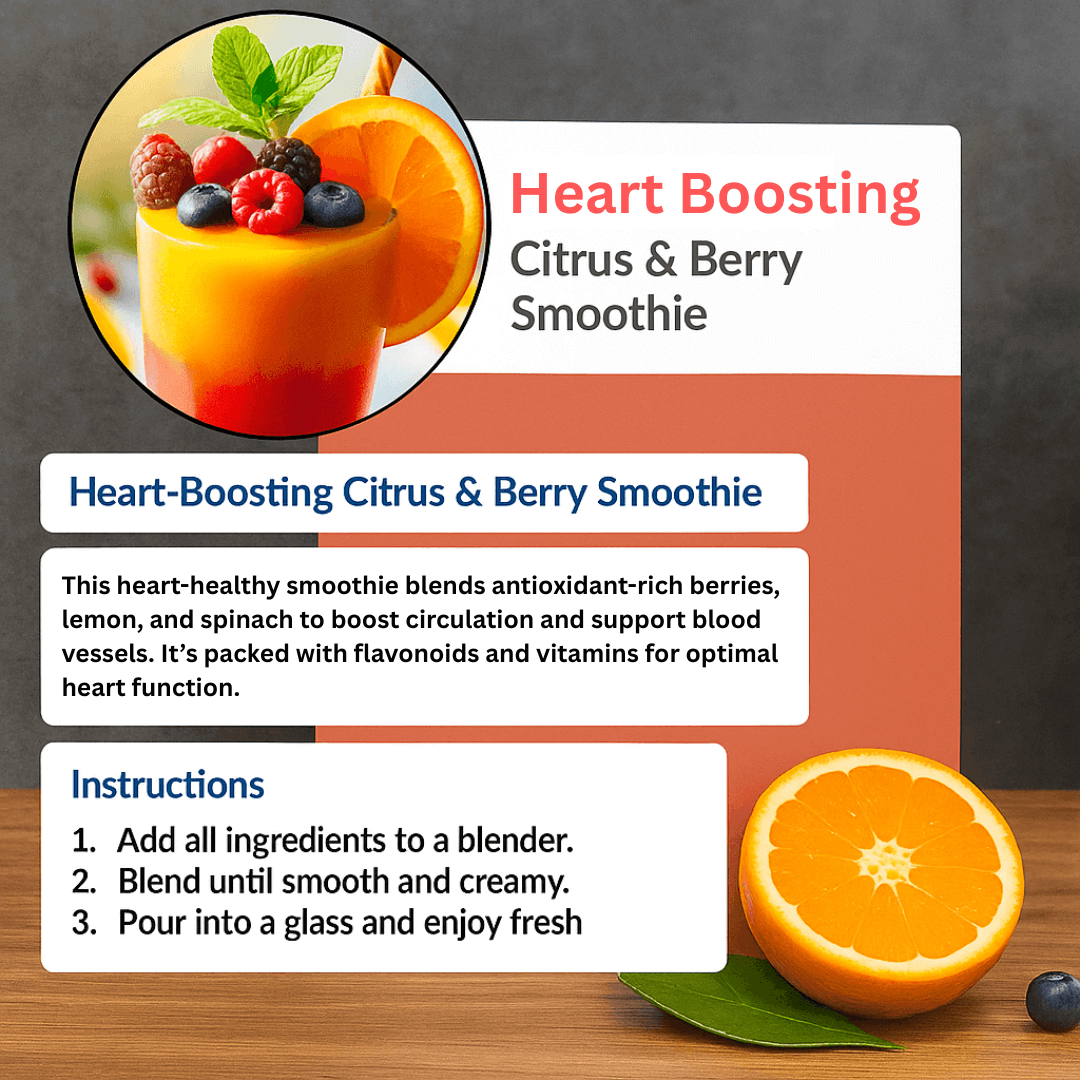 Heart Boosting
Citrus & Berry
Smoothie
Heart-Boosting Citrus & Berry Smoothie
This heart-healthy smoothie blends antioxidant-rich berries,
lemon, and spinach to boost circulation and support blood
vessels. It’s packed with flavonoids and vitamins for optimal
heart function.
Instructions
1. Add all ingredients to a blender.
2. Blend until smooth and creamy.
3. Pour into a glass and enjoy fresh